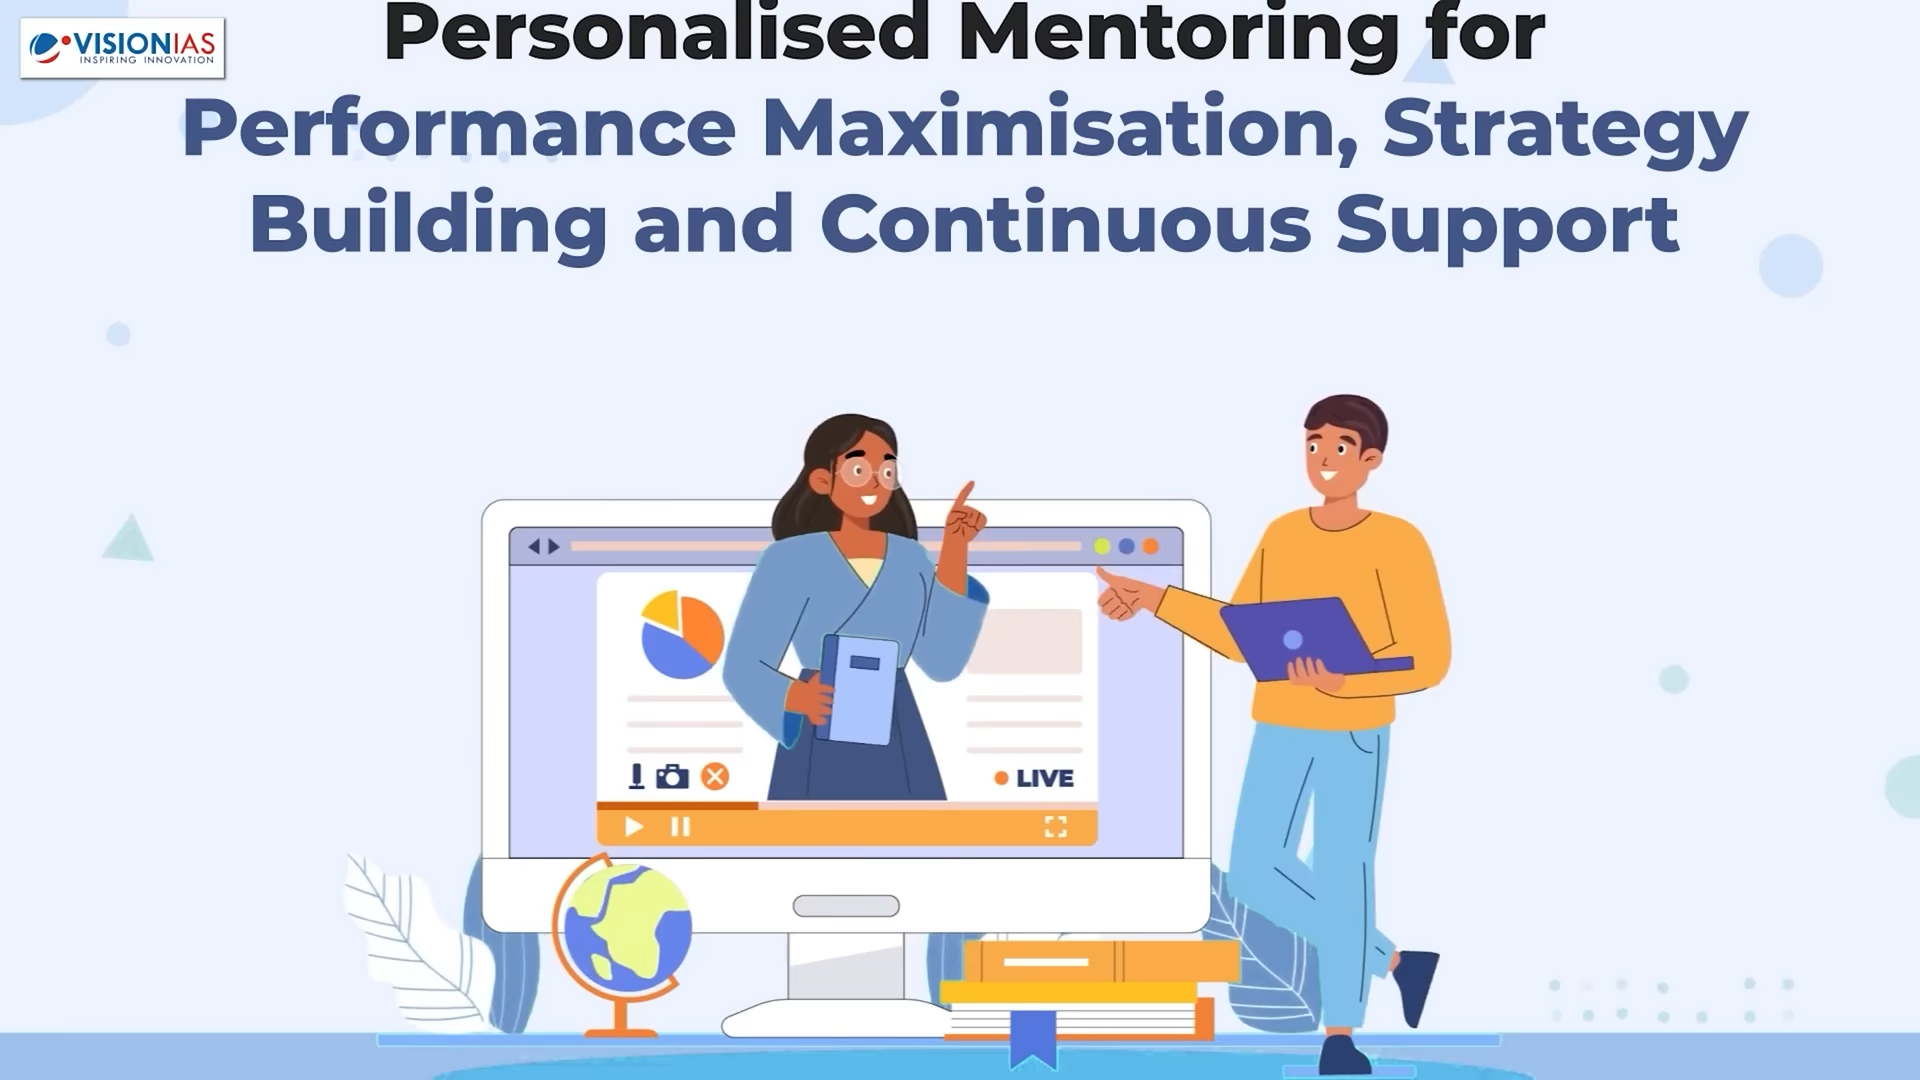 VISIONIAS
INSPIRING INNOVATION
Personalised Mentoring for
Performance Maximisation, Strategy
Building and Continuous Support
LIVE